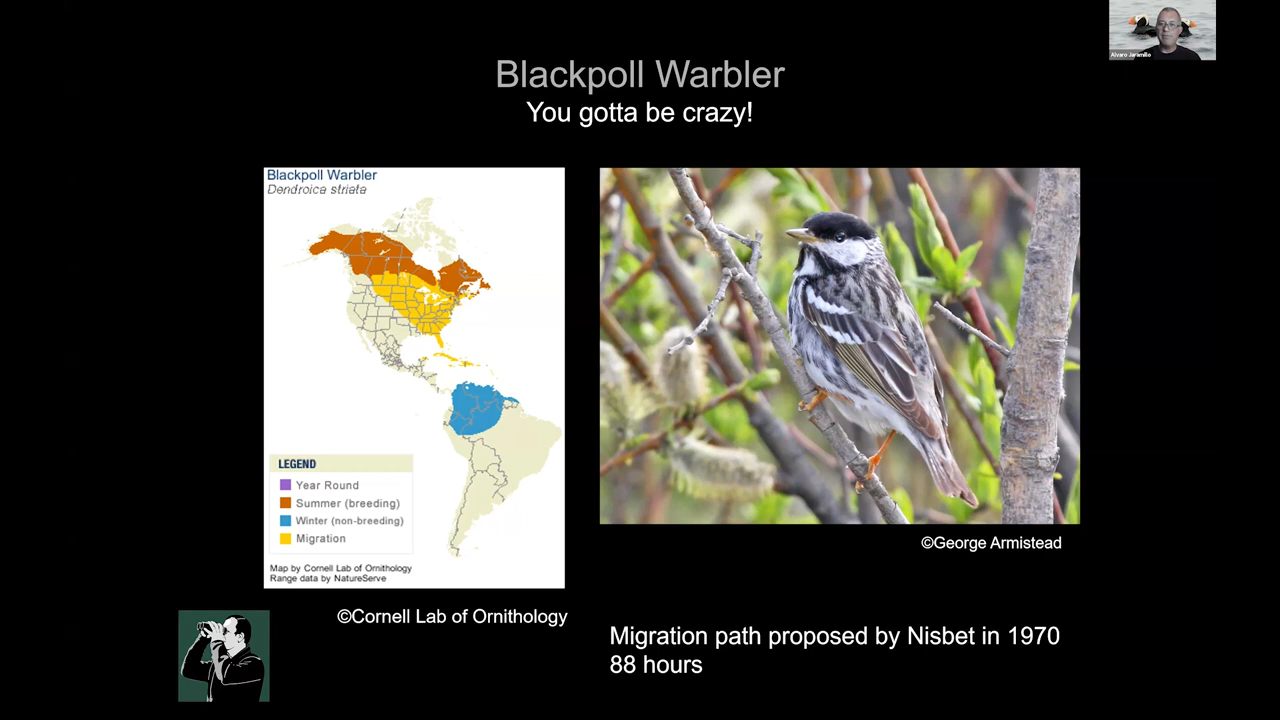 Alvaro Jaramillo
Blackpoll Warbler
You gotta be crazy!
Blackpoll Warbler
Dendroica striata
LEGEND
Year Round
Summer (breeding)
Winter (non-breeding)
Migration
Map by Cornell Lab of Ornithology
Range data by NatureServe
©George Armistead
©Cornell Lab of Ornithology
Migration path proposed by Nisbet in 1970
88 hours